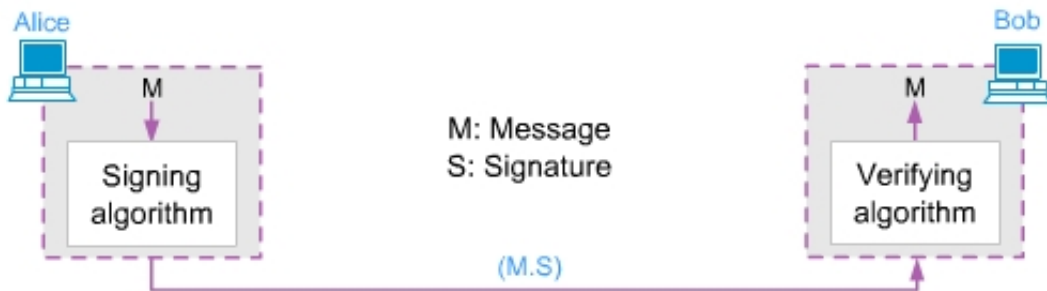 Alice
Bob
M
M
M: Message
S: Signature
Signing
algorithm
Verifying
algorithm
(M.S)